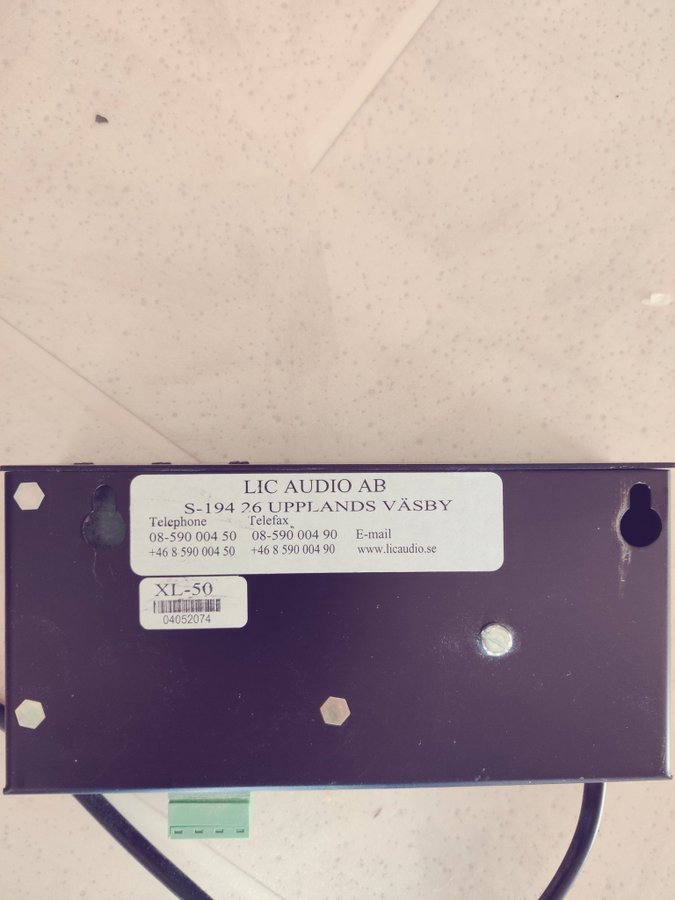 LIC AUDIO AB
S-194 26 UPPLANDS VÄSBY
Telephone Telefax
08-590 004 50 08-590 004 90 E-mail
+46 8 590 004 50 +46 8 590 004 90 www.licaudio.se
XL-50
04052074